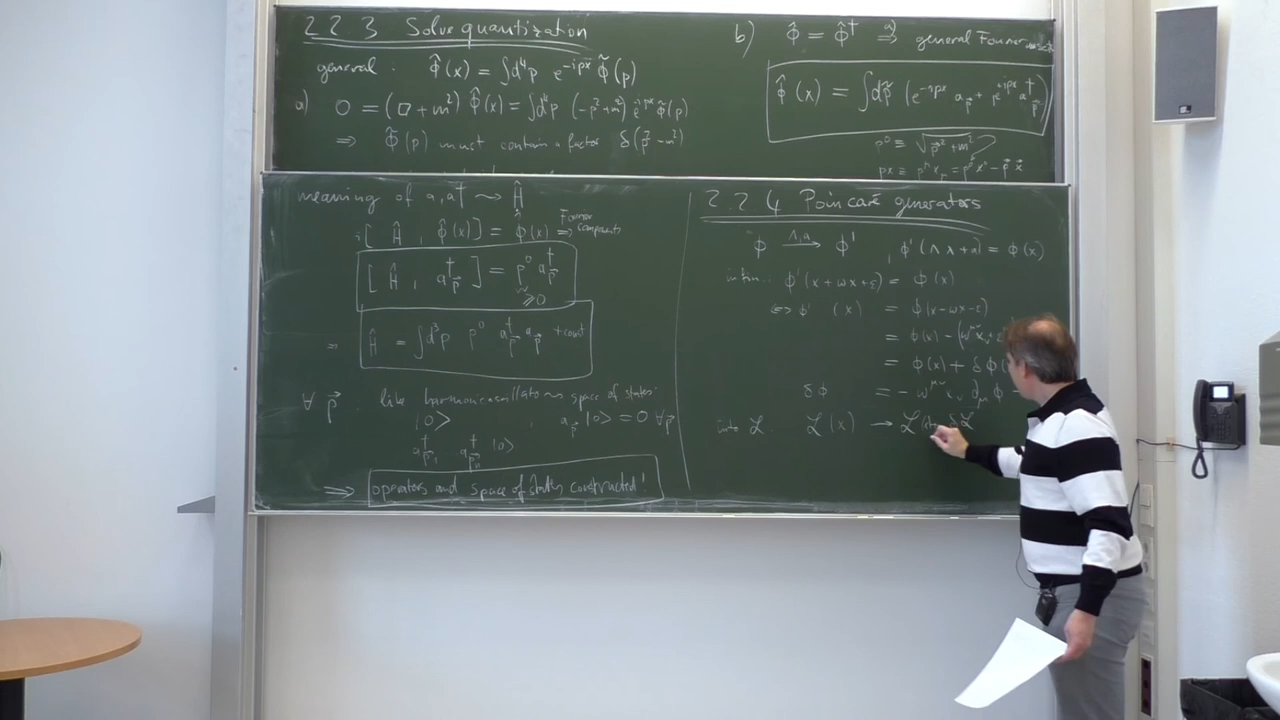 2.2.3 Solve quantization
general : φ̂(x) = ∫d⁴p e^{-ipx} φ̃(p)
a) 0 = (□ + m²) φ̂(x) = ∫d⁴p (-p² + m²) e^{-ipx} φ̃(p)
⇒ φ̃(p) must contain a factor δ(p² - m²)
b) φ̂ = φ̂† ⇒ general Fourier
φ̂(x) = ∫dp̃ (e^{-ipx} a_p⃗ + e^{+ipx} a†_p⃗)
p⁰ ≡ √(p⃗² + m²)
px ≡ p^μ x_μ = p⁰x⁰ - p⃗ x⃗
meaning of a, a† ~> Ĥ
i[Ĥ, φ̂(x)] = φ̂̇(x) ⇒ Fourier components
[Ĥ, a†_p⃗] = p⁰ a†_p⃗
≥0
⇒ Ĥ = ∫d³p p⁰ a†_p⃗ a_p⃗ + const
∀ p⃗ : like harmonic oscillator ⇒ space of states:
|0⟩ , a_p⃗ |0⟩ = 0 ∀p⃗
a†_p⃗₁ a†_p⃗ₙ |0⟩
⇒ operators and space of states constructed!
2.2.4 Poincaré generators
φ →^{Λ,a} φ' , φ'(Λx + a) = φ(x)
φ'(x + ωx + ε) = φ(x)
⇔ φ'(x) = φ(x - ωx - ε)
= φ(x) - (ω^{μν} x_ν + ε
= φ(x) + δφ(
δφ = - ω^{μν} x_ν ∂_μ φ -
into ℒ : ℒ(x) → ℒ(x) + δℒ